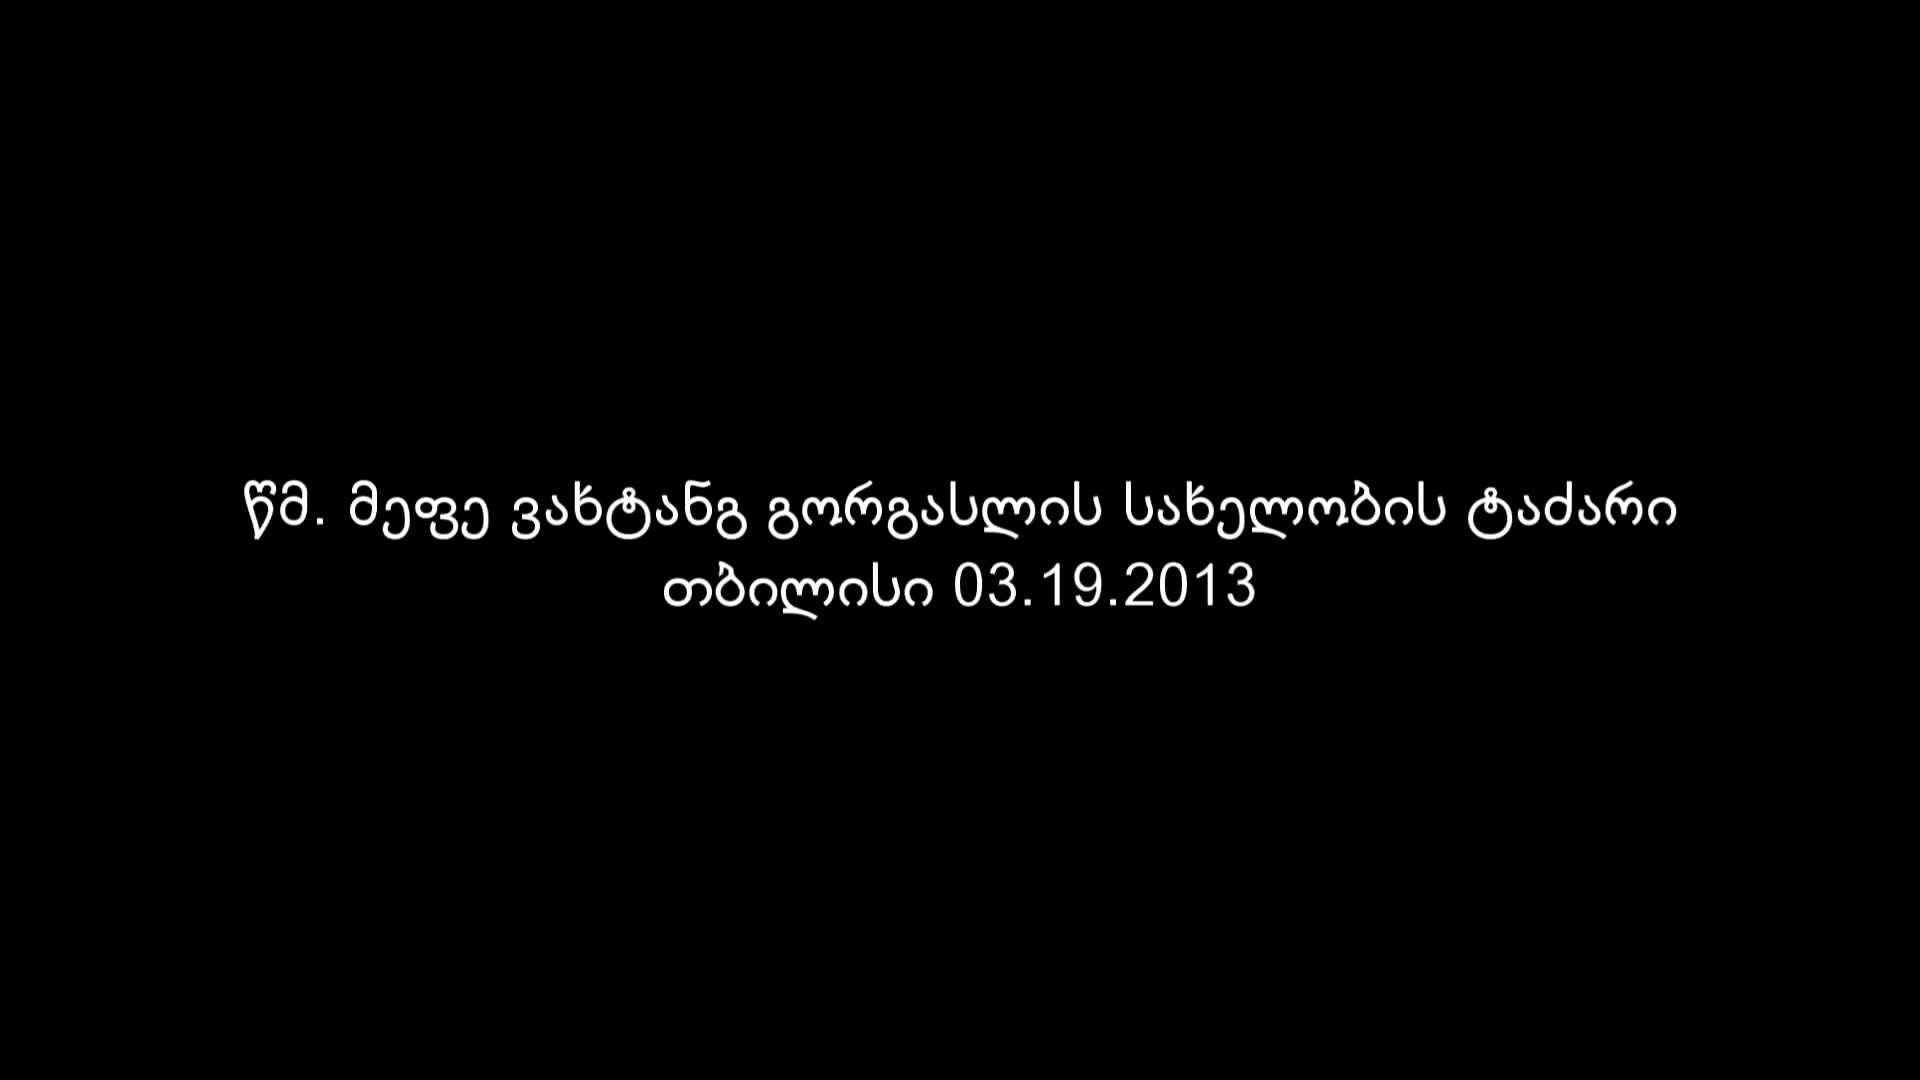 წმ. მეფე ვახტანგ გორგასლის სახელობის ტაძარი
თბილისი 03.19.2013